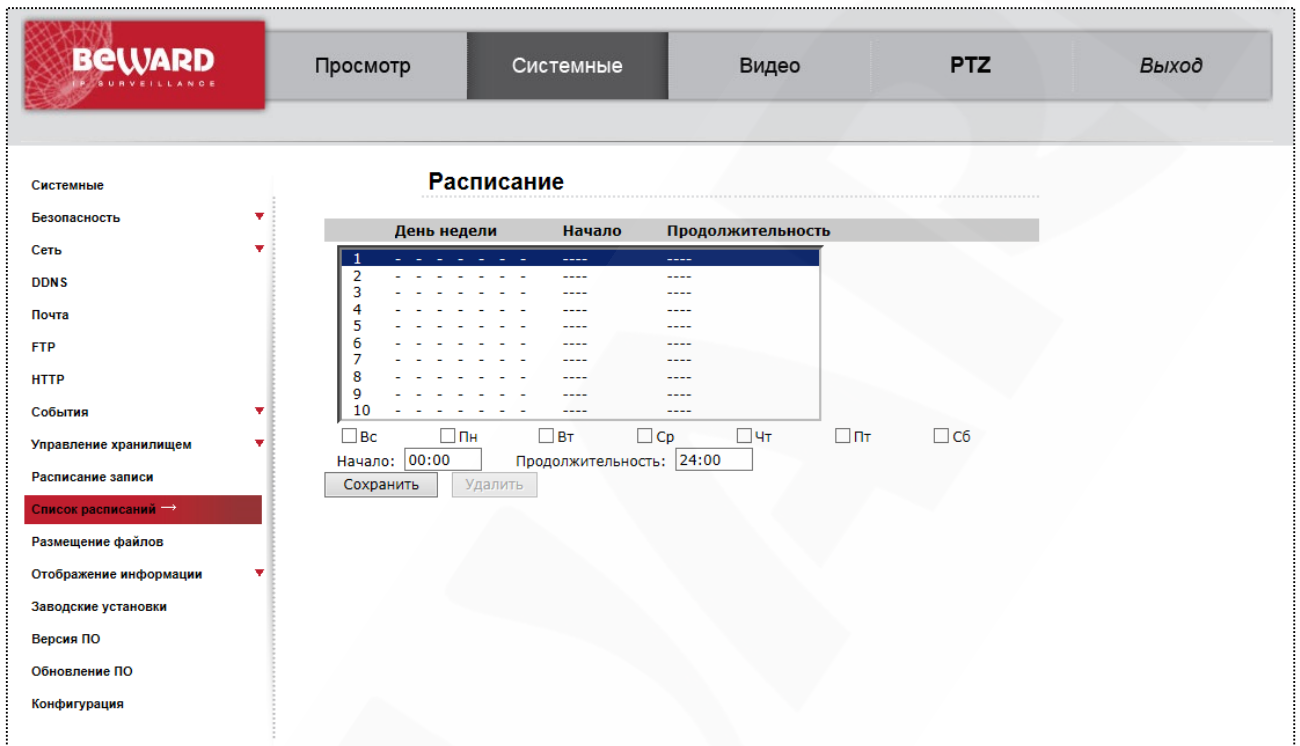 BEWARD
IP SURVEILLANCE
Просмотр
Системные
Видео
PTZ
Выход
Системные
Безопасность
Сеть
DDNS
Почта
FTP
HTTP
События
Управление хранилищем
Расписание записи
Список расписаний →
Размещение файлов
Отображение информации
Заводские установки
Версия ПО
Обновление ПО
Конфигурация
Расписание
День недели Начало Продолжительность
1 - - - - - - - ---- ----
2 - - - - - - - ---- ----
3 - - - - - - - ---- ----
4 - - - - - - - ---- ----
5 - - - - - - - ---- ----
6 - - - - - - - ---- ----
7 - - - - - - - ---- ----
8 - - - - - - - ---- ----
9 - - - - - - - ---- ----
10 - - - - - - - ---- ----
Вс Пн Вт Ср Чт Пт Сб
Начало: 00:00 Продолжительность: 24:00
Сохранить Удалить